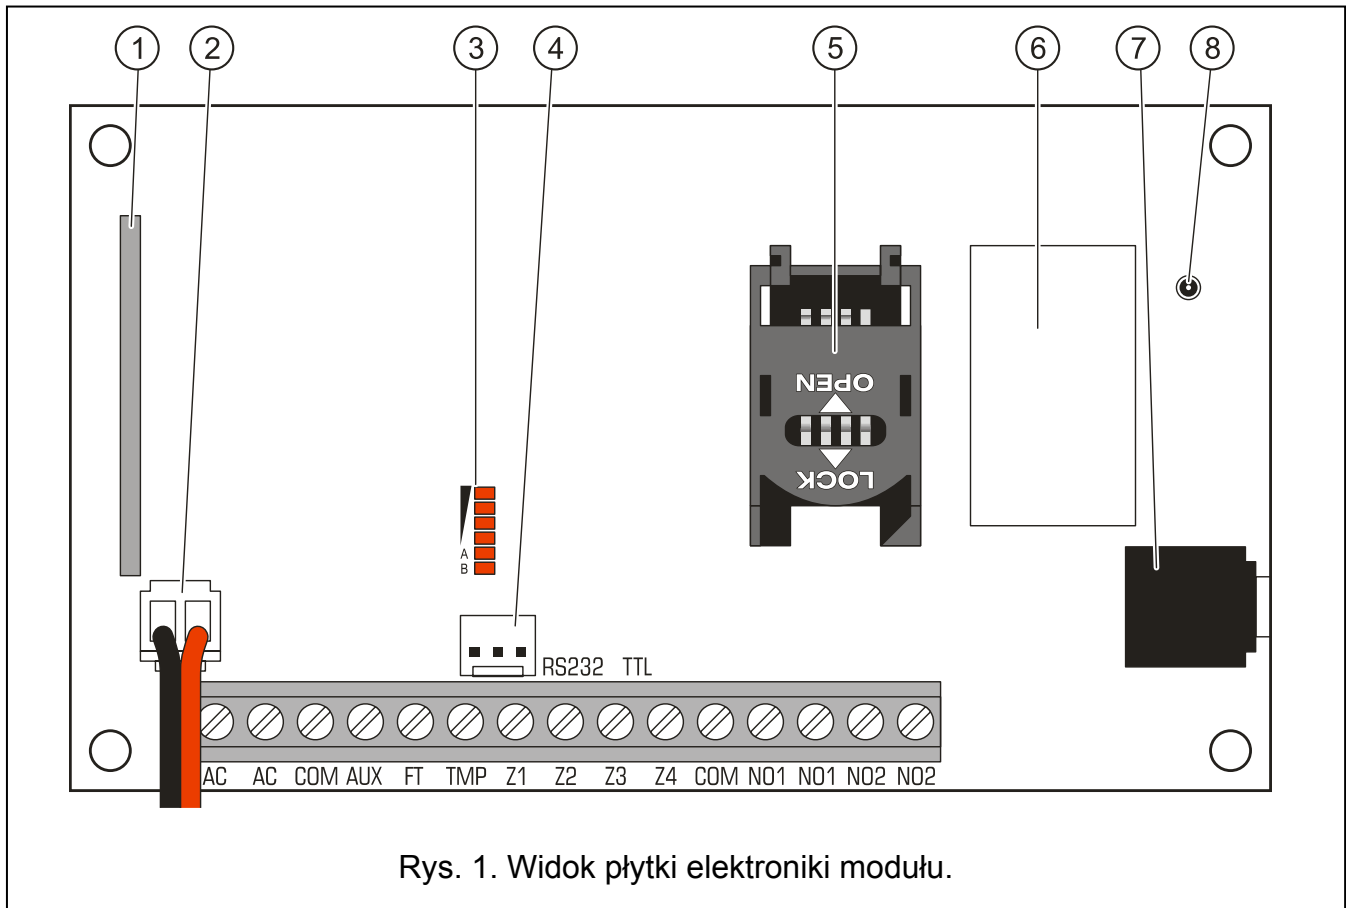 1 2 3 4 5 6 7 8
OPEN
LOCK
A
B
RS232 TTL
AC AC COM AUX FT TMP Z1 Z2 Z3 Z4 COM NO1 NO1 NO2 NO2
Rys. 1. Widok płytki elektroniki modułu.